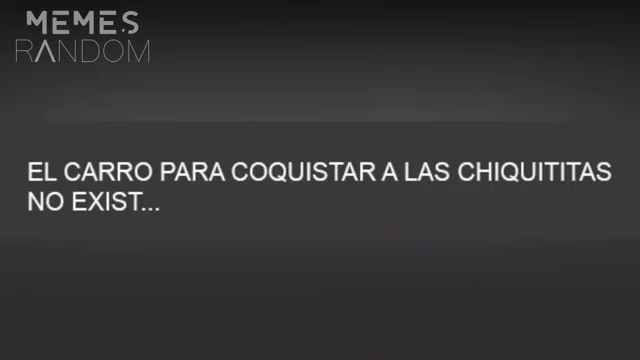 MEMES
RANDOM
EL CARRO PARA COQUISTAR A LAS CHIQUITITAS
NO EXIST...